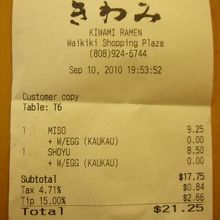 きわみ
KIWAMI RAMEN
Waikiki Shopping Plaza
(808)924-6744
Sep 10, 2010 19:53:52
Customer copy
Table: T6
1 MISO 9.25
+ W/EGG (KAUKAU) 0.00
1 SHOYU 8.50
+ W/EGG (KAUKAU) 0.00
Subtotal $17.75
Tax 4.71% $0.84
Tip 15.00% $2.66
Total $21.25